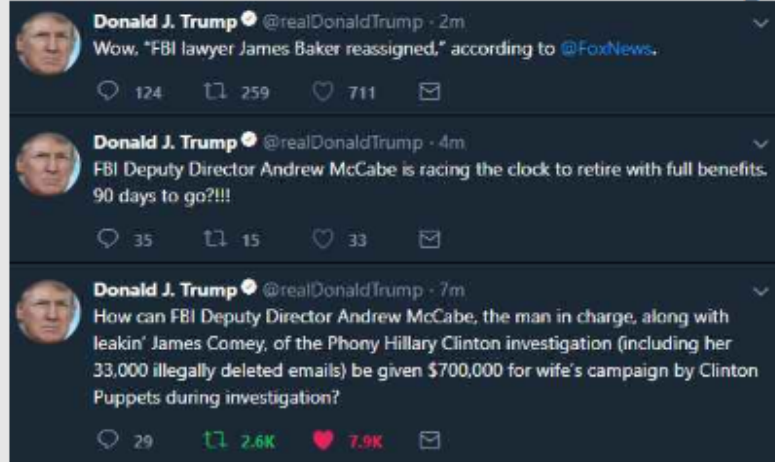 Donald J. Trump @realDonaldTrump · 2m
Wow, "FBI lawyer James Baker reassigned," according to @FoxNews.
124 259 711
Donald J. Trump @realDonaldTrump · 4m
FBI Deputy Director Andrew McCabe is racing the clock to retire with full benefits.
90 days to go?!!!
35 15 33
Donald J. Trump @realDonaldTrump · 7m
How can FBI Deputy Director Andrew McCabe, the man in charge, along with
leakin' James Comey, of the Phony Hillary Clinton investigation (including her
33,000 illegally deleted emails) be given $700,000 for wife's campaign by Clinton
Puppets during investigation?
29 2.6K 7.9K